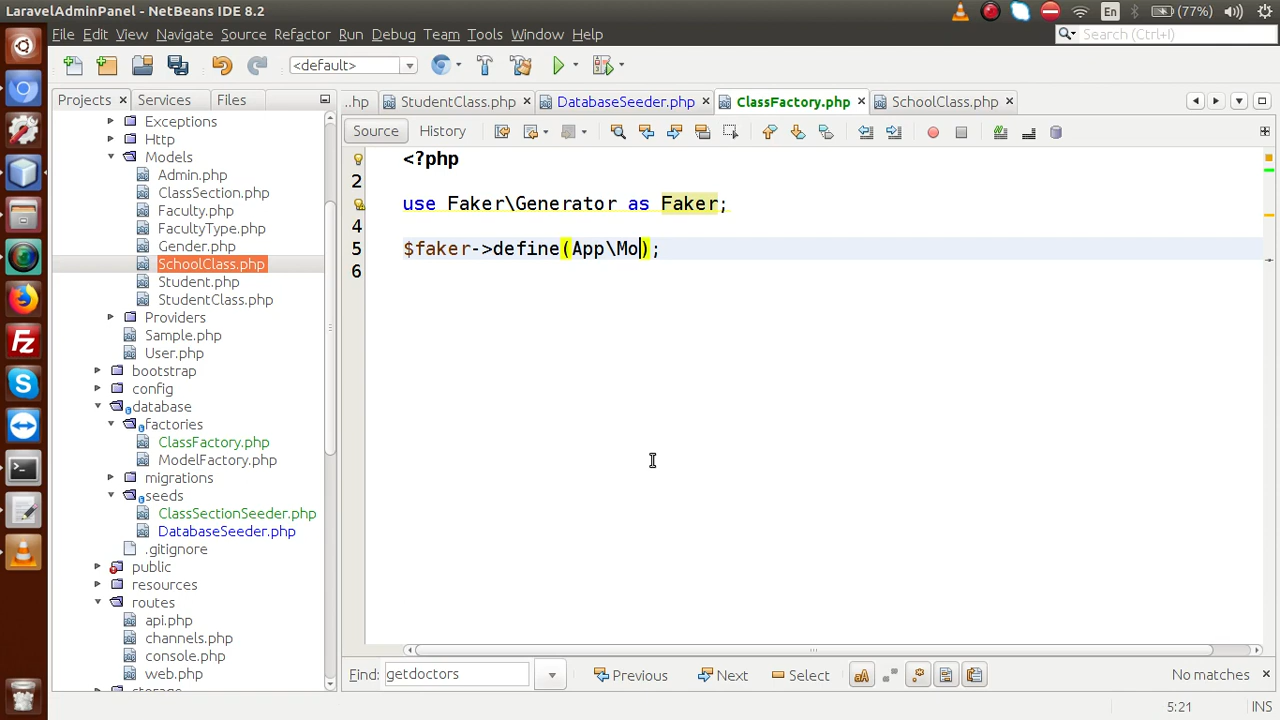 LaravelAdminPanel - NetBeans IDE 8.2
En
(77%)
File Edit View Navigate Source Refactor Run Debug Team Tools Window Help
Search (Ctrl+I)
<default>
Projects
Services
Files
..hp
StudentClass.php
DatabaseSeeder.php
ClassFactory.php
SchoolClass.php
Source
History
Exceptions
Http
Models
Admin.php
ClassSection.php
Faculty.php
FacultyType.php
Gender.php
SchoolClass.php
Student.php
StudentClass.php
Providers
Sample.php
User.php
bootstrap
config
database
factories
ClassFactory.php
ModelFactory.php
migrations
seeds
ClassSectionSeeder.php
DatabaseSeeder.php
.gitignore
public
resources
routes
api.php
channels.php
console.php
web.php
<?php
2
use Faker\Generator as Faker;
4
5 $faker->define(App\Mo);
6
Find: getdoctors
Previous
Next
Select
No matches
5:21
INS